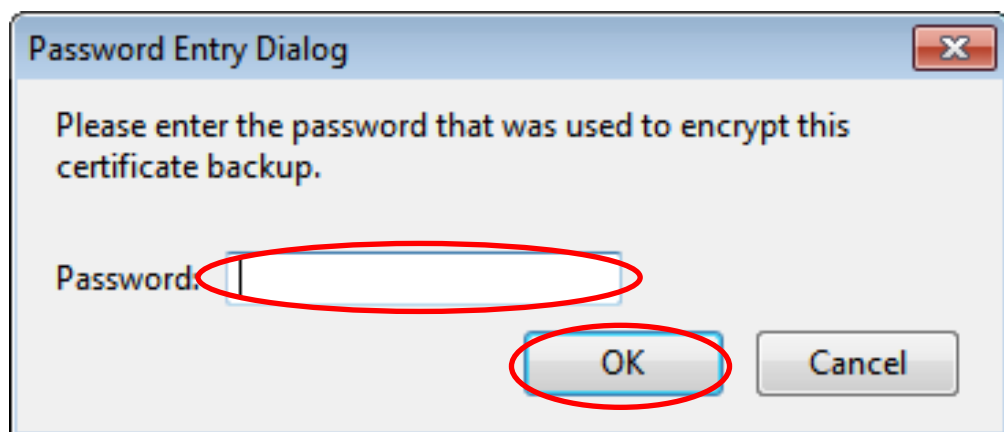 Password Entry Dialog
Please enter the password that was used to encrypt this
certificate backup.
Password:
OK
Cancel